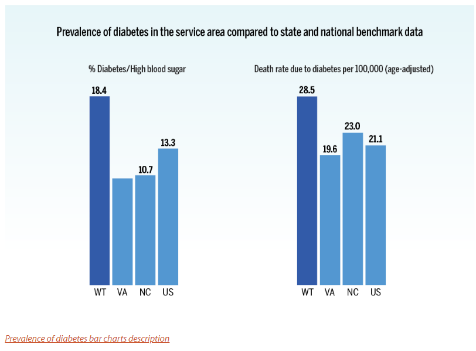 Prevalence of diabetes in the service area compared to state and national benchmark data
% Diabetes/High blood sugar
18.4
10.7
13.3
WT VA NC US
Death rate due to diabetes per 100,000 (age-adjusted)
28.5
19.6
23.0
21.1
WT VA NC US
Prevalence of diabetes bar charts description